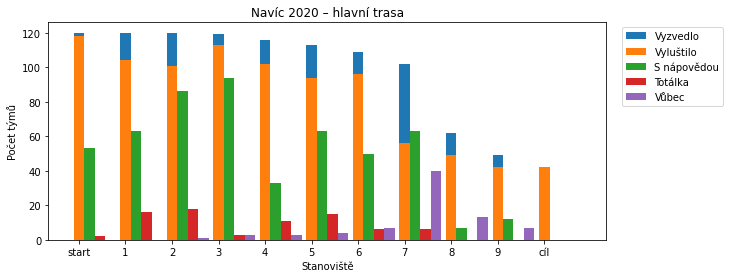 Navíc 2020 – hlavní trasa
Počet týmů
120
100
80
60
40
20
0
start 1 2 3 4 5 6 7 8 9 cíl
Stanoviště
Vyzvedlo
Vyluštilo
S nápovědou
Totálka
Vůbec